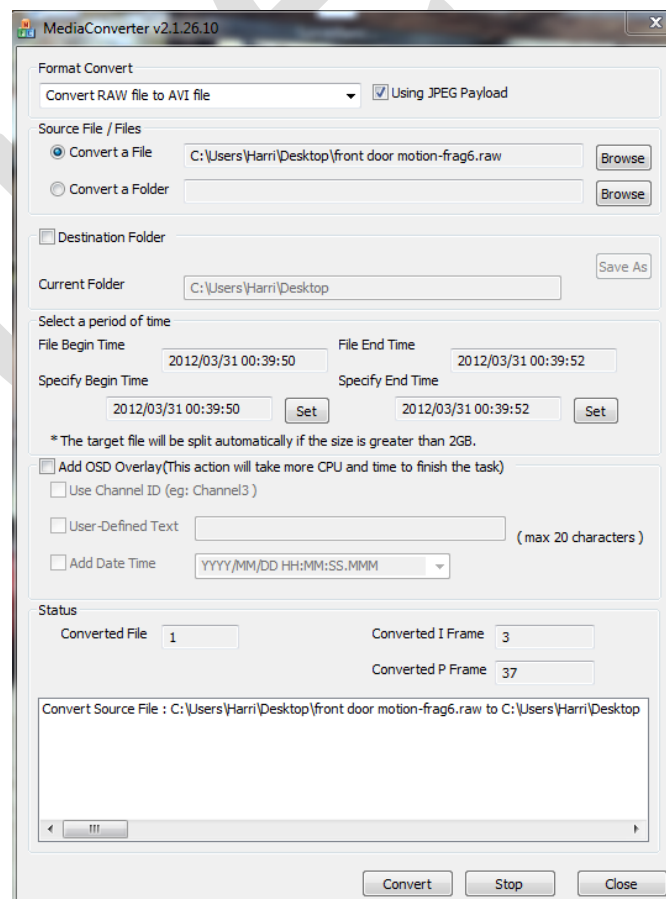 MediaConverter v2.1.26.10
Format Convert
Convert RAW file to AVI file
Using JPEG Payload
Source File / Files
Convert a File C:\Users\Harri\Desktop\front door motion-frag6.raw Browse
Convert a Folder Browse
Destination Folder
Save As
Current Folder C:\Users\Harri\Desktop
Select a period of time
File Begin Time File End Time
2012/03/31 00:39:50 2012/03/31 00:39:52
Specify Begin Time Specify End Time
2012/03/31 00:39:50 Set 2012/03/31 00:39:52 Set
* The target file will be split automatically if the size is greater than 2GB.
Add OSD Overlay(This action will take more CPU and time to finish the task)
Use Channel ID (eg: Channel3 )
User-Defined Text ( max 20 characters )
Add Date Time YYYY/MM/DD HH:MM:SS.MMM
Status
Converted File 1 Converted I Frame 3
Converted P Frame 37
Convert Source File : C:\Users\Harri\Desktop\front door motion-frag6.raw to C:\Users\Harri\Desktop
Convert Stop Close